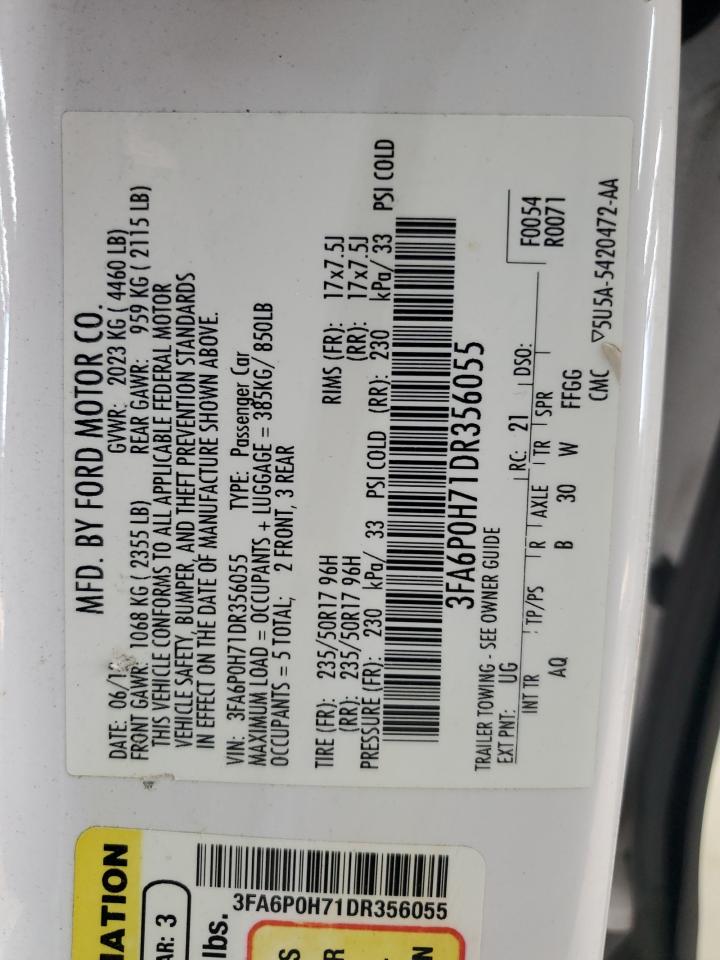 MFD. BY FORD MOTOR CO.
DATE: 06/1 GVWR: 2023 KG ( 4460 LB)
FRONT GAWR: 1068 KG ( 2355 LB) REAR GAWR: 959 KG ( 2115 LB)
THIS VEHICLE CONFORMS TO ALL APPLICABLE FEDERAL MOTOR
VEHICLE SAFETY, BUMPER, AND THEFT PREVENTION STANDARDS
IN EFFECT ON THE DATE OF MANUFACTURE SHOWN ABOVE.
VIN: 3FA6P0H71DR356055 TYPE: Passenger Car
MAXIMUM LOAD = OCCUPANTS + LUGGAGE = 385KG/ 850LB
OCCUPANTS = 5 TOTAL; 2 FRONT, 3 REAR
TIRE (FR): 235/50R17 96H RIMS (FR): 17x7.5J
(RR): 235/50R17 96H (RR): 17x7.5J
PRESSURE (FR): 230 kPa/ 33 PSI COLD (RR): 230 kPa/ 33 PSI COLD
3FA6P0H71DR356055
TRAILER TOWING - SEE OWNER GUIDE
F0054
EXT PNT: UG RC: 21 DSO: R0071
INT TR TP/PS R AXLE TR SPR
AQ B 30 W FFGG
CMC ▽5U5A-5420472-AA
MATION
AR: 3
lbs.
3FA6P0H71DR356055
S
R
N